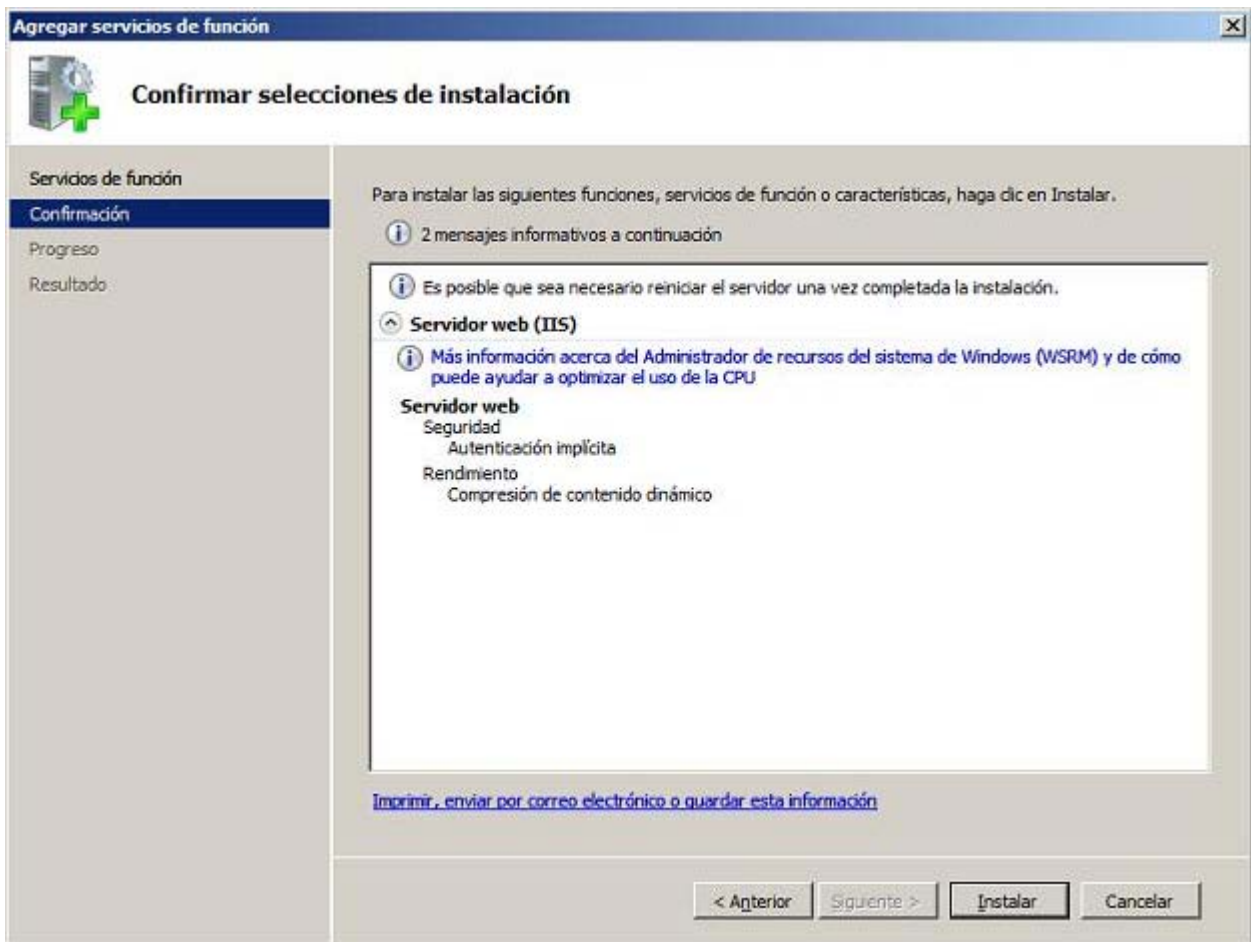 Agregar servicios de función
Confirmar selecciones de instalación
Servicios de función
Confirmación
Progreso
Resultado
Para instalar las siguientes funciones, servicios de función o características, haga clic en Instalar.
2 mensajes informativos a continuación
Es posible que sea necesario reiniciar el servidor una vez completada la instalación.
Servidor web (IIS)
Más información acerca del Administrador de recursos del sistema de Windows (WSRM) y de cómo
puede ayudar a optimizar el uso de la CPU
Servidor web
Seguridad
Autenticación implícita
Rendimiento
Compresión de contenido dinámico
Imprimir, enviar por correo electrónico o guardar esta información
< Anterior
Siguiente >
Instalar
Cancelar